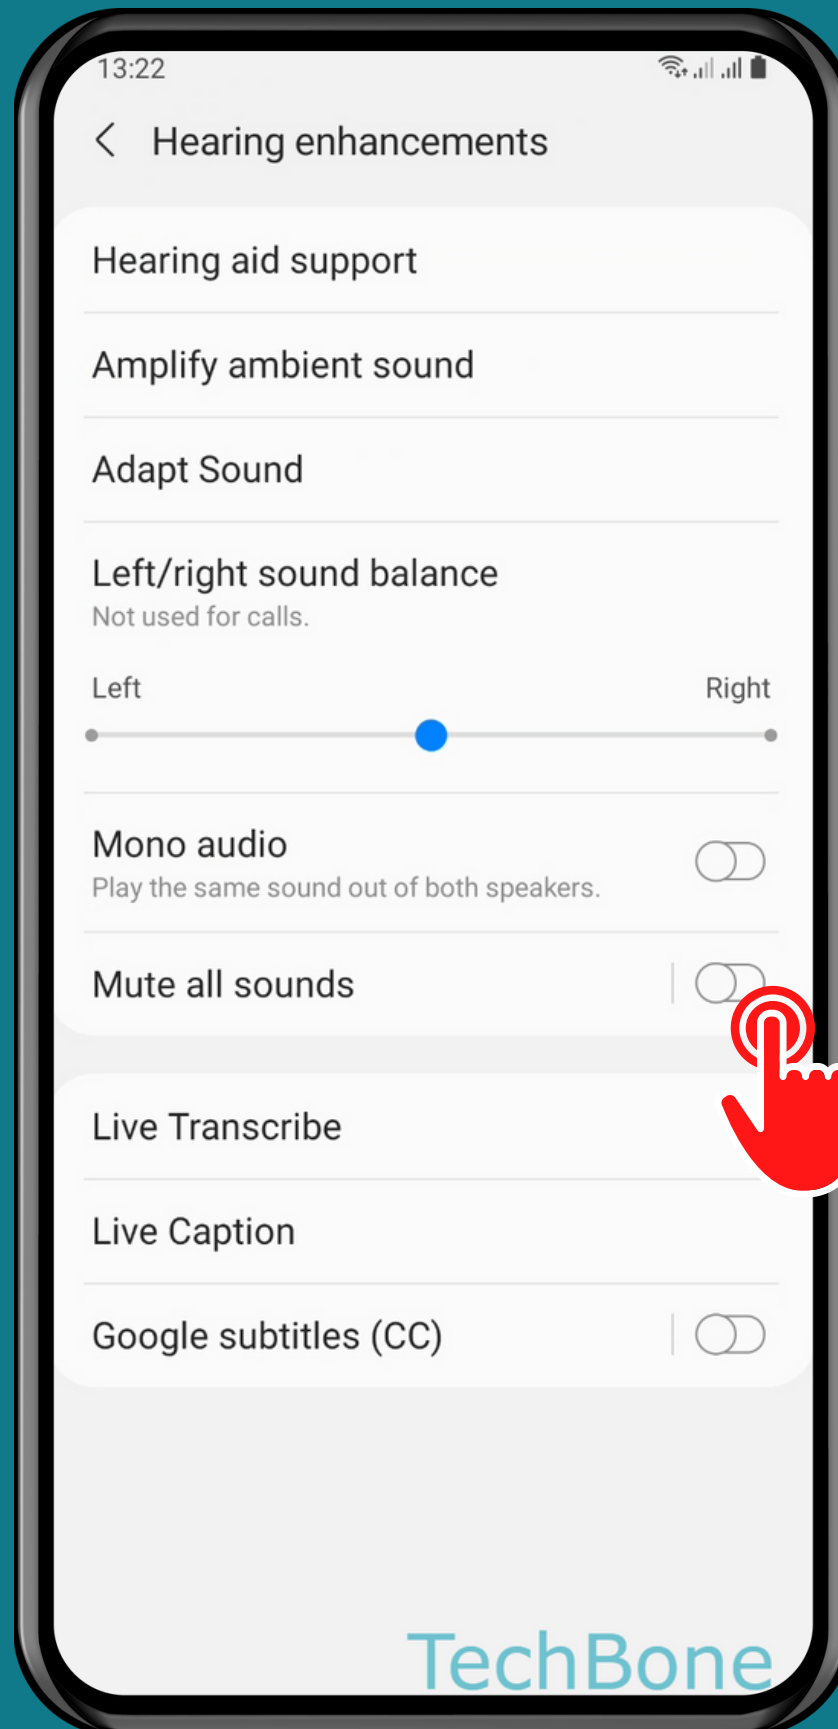 13:22
Hearing enhancements
Hearing aid support
Amplify ambient sound
Adapt Sound
Left/right sound balance
Not used for calls.
Left Right
Mono audio
Play the same sound out of both speakers.
Mute all sounds
Live Transcribe
Live Caption
Google subtitles (CC)
TechBone